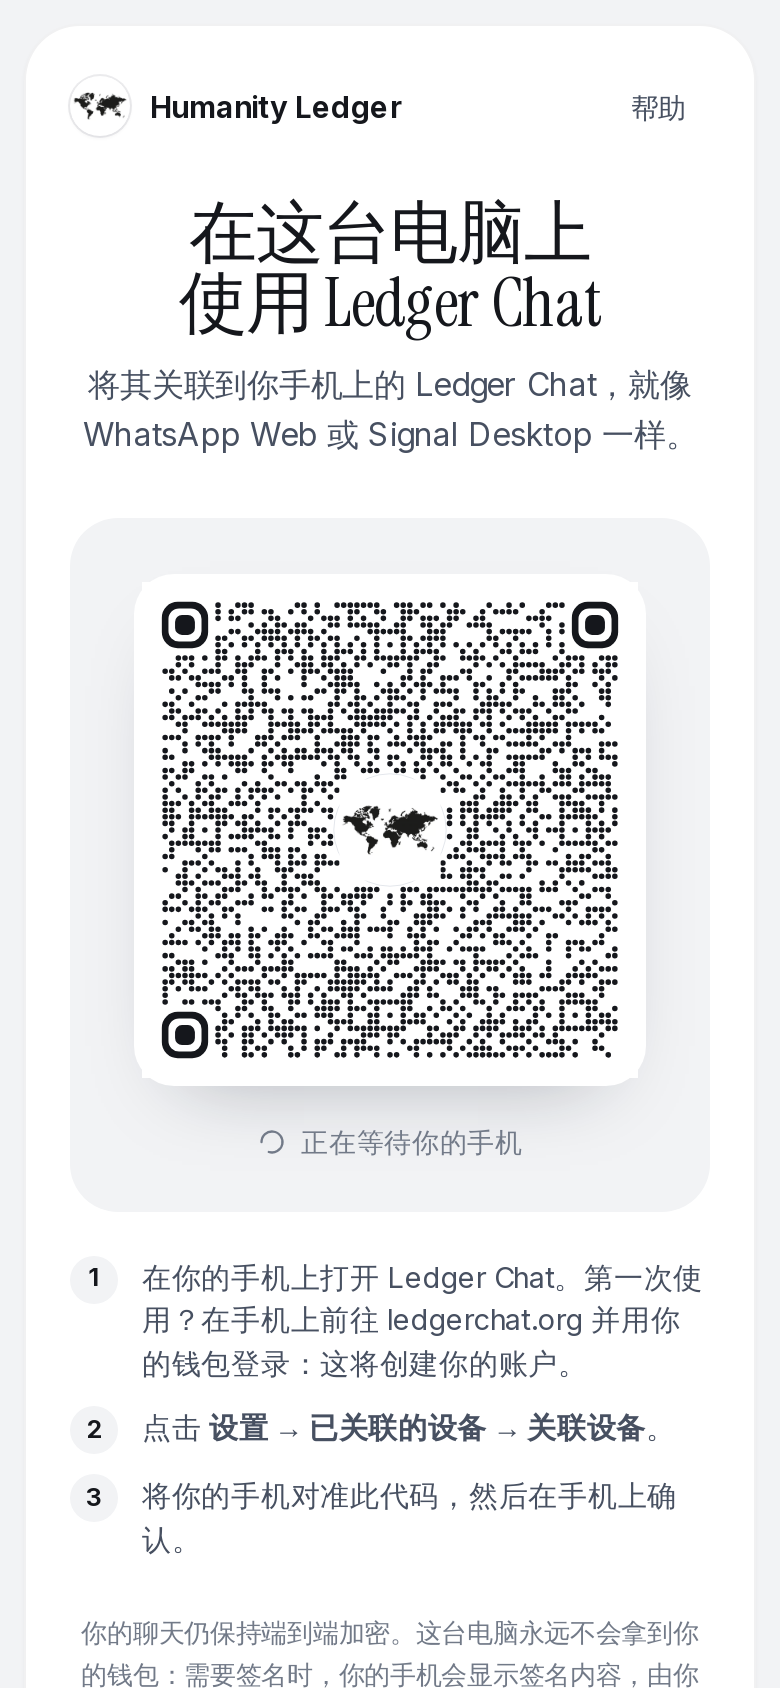 Humanity Ledger
帮助
在这台电脑上
使用 Ledger Chat
将其关联到你手机上的 Ledger Chat，就像
WhatsApp Web 或 Signal Desktop 一样。
正在等待你的手机
1
在你的手机上打开 Ledger Chat。第一次使
用？在手机上前往 ledgerchat.org 并用你
的钱包登录：这将创建你的账户。
2
点击 设置 → 已关联的设备 → 关联设备。
3
将你的手机对准此代码，然后在手机上确
认。
你的聊天仍保持端到端加密。这台电脑永远不会拿到你
的钱包：需要签名时，你的手机会显示签名内容，由你